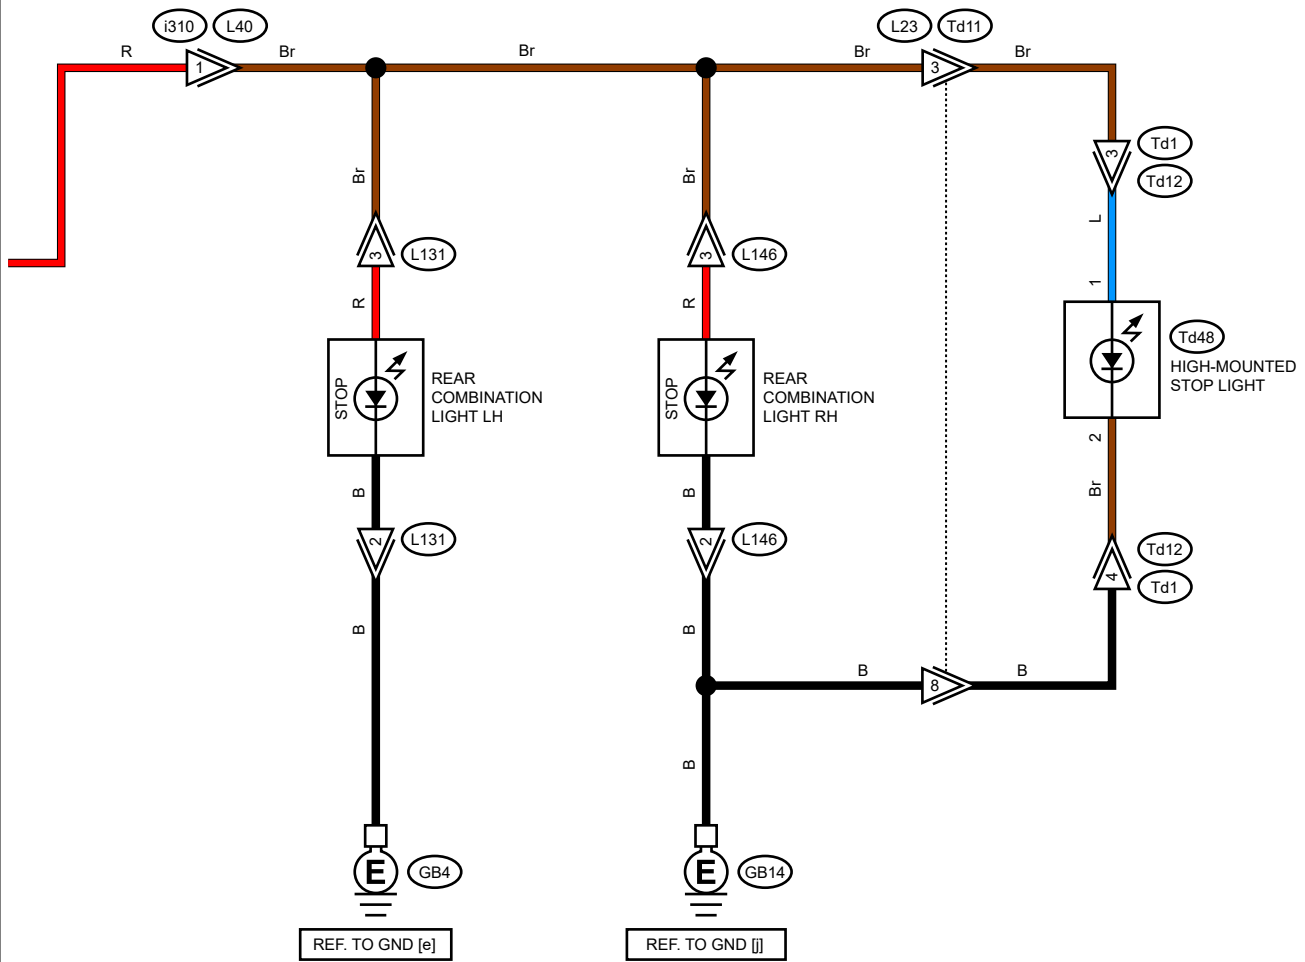 i310 L40
L23 Td11
R
1
Br
Br
Br
3
Br
Br
Br
3
Td1
Td12
L
3
L131
3
L146
R
R
1
STOP
REAR
COMBINATION
LIGHT LH
STOP
REAR
COMBINATION
LIGHT RH
Td48
HIGH-MOUNTED
STOP LIGHT
2
B
B
Br
2
L131
2
L146
Td12
4
Td1
B
B
B
8
B
B
E
GB4
E
GB14
REF. TO GND [e]
REF. TO GND [j]